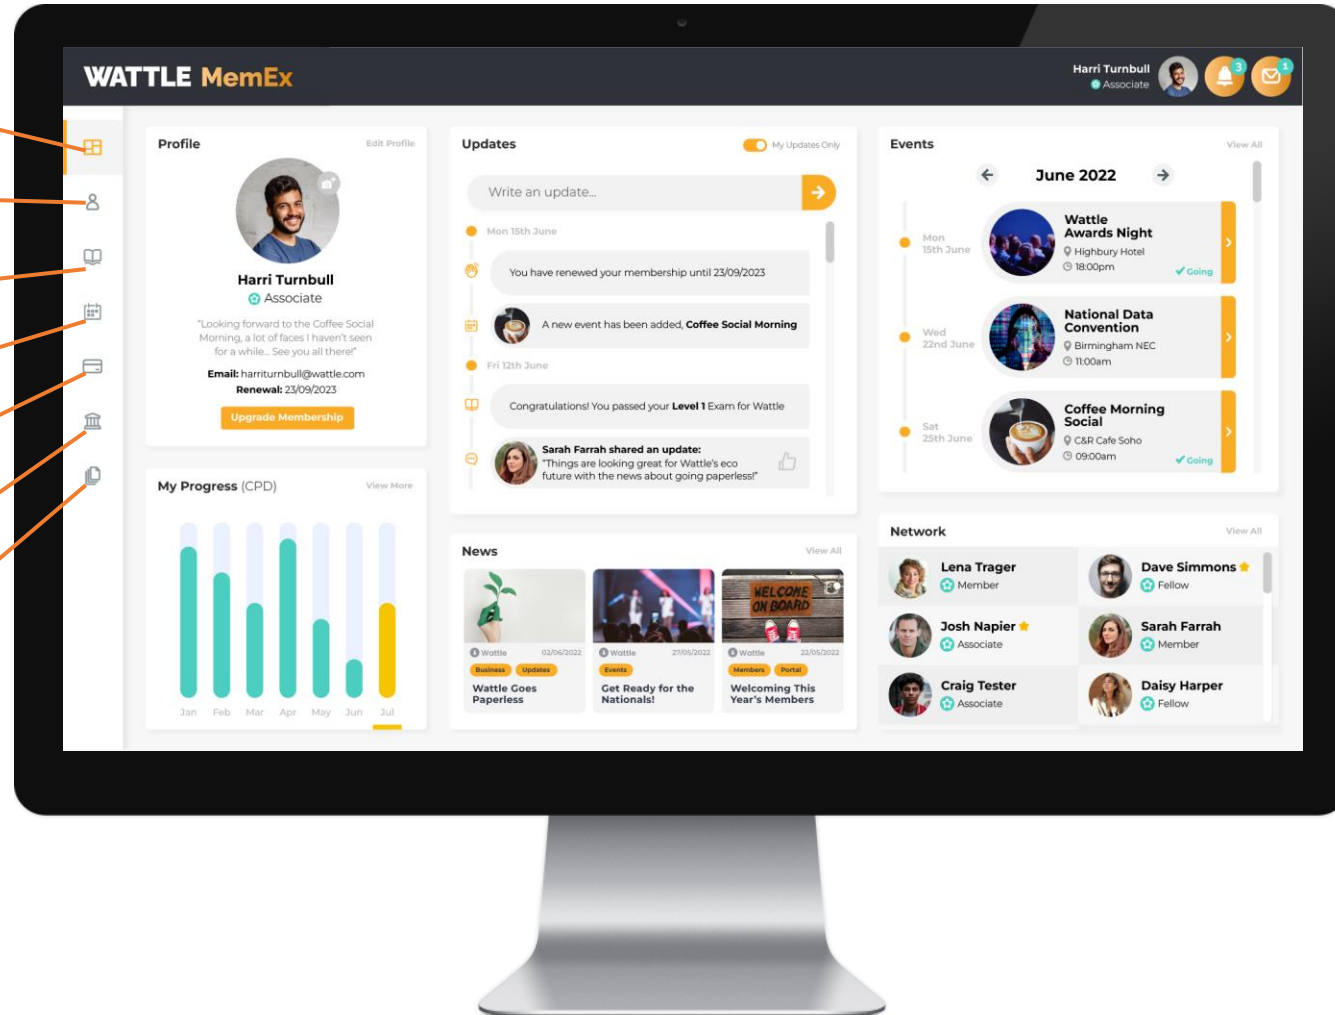 WATTLE MemEx
Harri Turnbull
Associate
3
1
Profile
Edit Profile
Harri Turnbull
Associate
"Looking forward to the Coffee Social
Morning, a lot of faces I haven't seen
for a while... See you all there!"
Email: harriturnbull@wattle.com
Renewal: 23/09/2023
Upgrade Membership
My Progress (CPD)
View More
Jan Feb Mar Apr May Jun Jul
Updates
My Updates Only
Write an update...
Mon 15th June
You have renewed your membership until 23/09/2023
A new event has been added, Coffee Social Morning
Fri 12th June
Congratulations! You passed your Level 1 Exam for Wattle
Sarah Farrah shared an update:
"Things are looking great for Wattle's eco
future with the news about going paperless!"
News
View All
Wattle 02/06/2022
Business Updates
Wattle Goes
Paperless
Wattle 27/05/2022
Events
Get Ready for the
Nationals!
WELCOME
ON BOARD
Wattle 22/05/2022
Members Portal
Welcoming This
Year's Members
Events
View All
June 2022
Mon
15th June
Wattle
Awards Night
Highbury Hotel
18:00pm
Going
Wed
22nd June
National Data
Convention
Birmingham NEC
11:00am
Sat
25th June
Coffee Morning
Social
C&R Cafe Soho
09:00am
Going
Network
View All
Lena Trager
Member
Dave Simmons
Fellow
Josh Napier
Associate
Sarah Farrah
Member
Craig Tester
Associate
Daisy Harper
Fellow